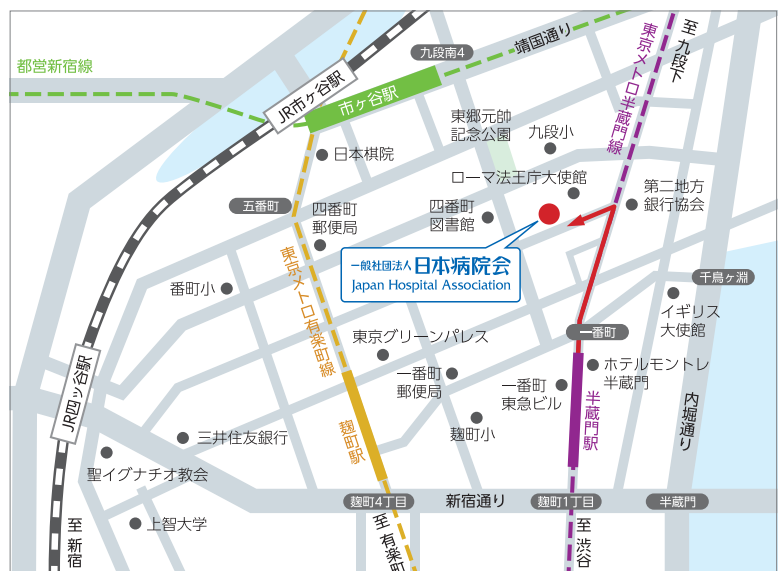 都営新宿線
JR市ヶ谷駅
市ヶ谷駅
九段南4
靖国通り
東京メトロ半蔵門線
至 九段下
日本棋院
東郷元帥
記念公園
九段小
ローマ法王庁大使館
第二地方
銀行協会
五番町
四番町
郵便局
四番町
図書館
一般社団法人 日本病院会
Japan Hospital Association
東京メトロ有楽町線
番町小
千鳥ヶ淵
イギリス
大使館
一番町
東京グリーンパレス
一番町
郵便局
ホテルモントレ
半蔵門
一番町
東急ビル
半蔵門駅
内堀通り
JR四ッ谷駅
麹町駅
麹町小
三井住友銀行
聖イグナチオ教会
上智大学
麹町4丁目
新宿通り
麹町1丁目
半蔵門
至 新宿
至 有楽町
至 渋谷